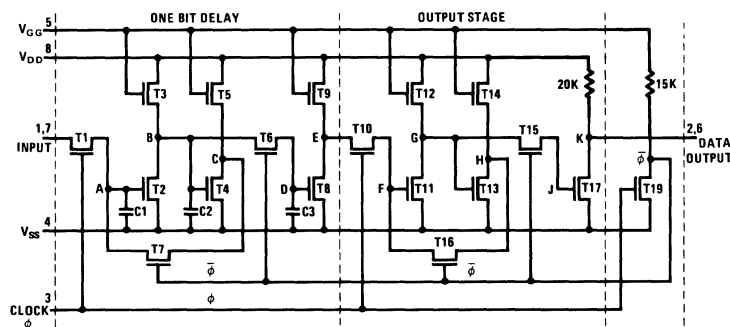 ONE BIT DELAY
OUTPUT STAGE
VGG 5
VDD 8
T3
T5
T9
T12
T14
20K
15K
1,7
INPUT
T1
B
T6
E
T10
G
T15
K
2,6
DATA
OUTPUT
C
H
φ̄
A
T2
T4
D
T8
F
T11
T13
J
T17
T19
C1
C2
C3
VSS 4
T7
T16
φ̄
φ̄
3
CLOCK
φ
φ